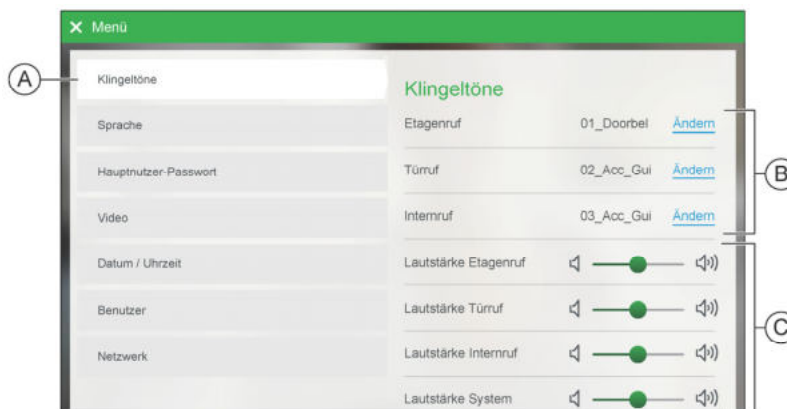 Menü
A
Klingeltöne
Sprache
Hauptnutzer-Passwort
Video
Datum / Uhrzeit
Benutzer
Netzwerk
Klingeltöne
Etagenruf 01_Doorbel Ändern
Türruf 02_Acc_Gui Ändern
Internruf 03_Acc_Gui Ändern
B
Lautstärke Etagenruf
Lautstärke Türruf
Lautstärke Internruf
Lautstärke System
C